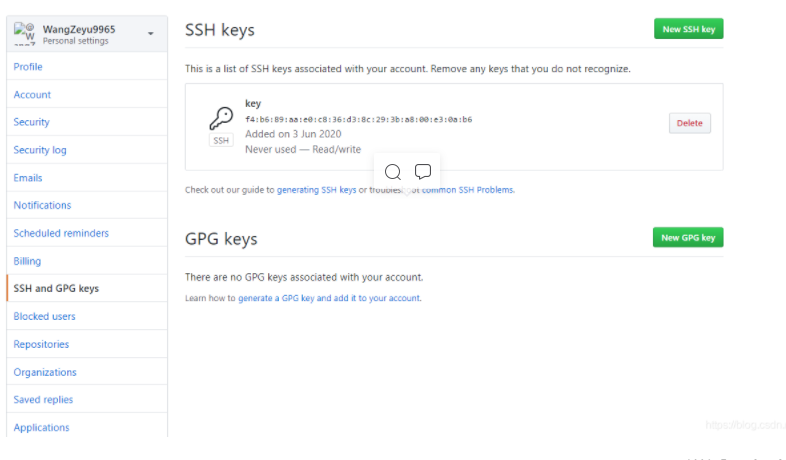 WangZeyu9965
Personal settings
Profile
Account
Security
Security log
Emails
Notifications
Scheduled reminders
Billing
SSH and GPG keys
Blocked users
Repositories
Organizations
Saved replies
Applications
SSH keys
New SSH key
This is a list of SSH keys associated with your account. Remove any keys that you do not recognize.
key
f4:b6:89:aa:e0:c8:36:d3:8c:29:3b:a8:00:e3:0a:b6
SSH
Added on 3 Jun 2020
Never used — Read/write
Delete
Check out our guide to generating SSH keys or common SSH Problems.
GPG keys
New GPG key
There are no GPG keys associated with your account.
Learn how to generate a GPG key and add it to your account.
https://blog.csdn.